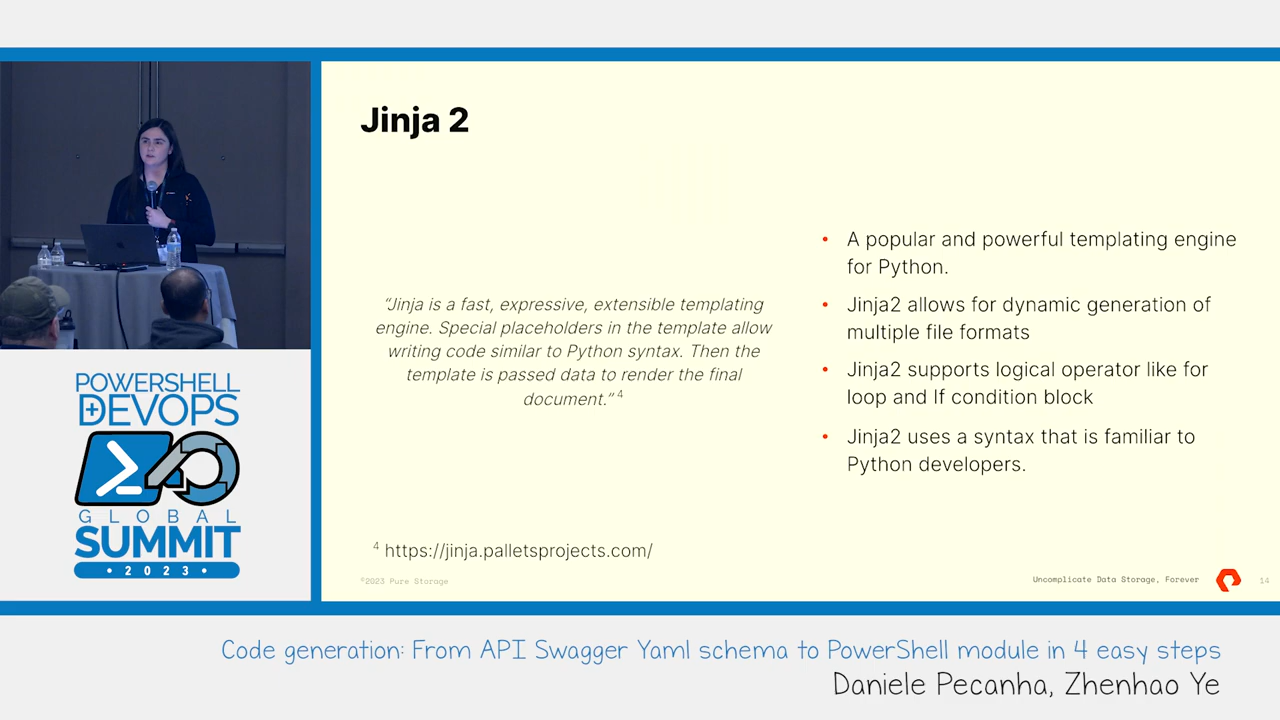 Jinja 2
“Jinja is a fast, expressive, extensible templating
engine. Special placeholders in the template allow
writing code similar to Python syntax. Then the
template is passed data to render the final
document.” 4
• A popular and powerful templating engine
for Python.
• Jinja2 allows for dynamic generation of
multiple file formats
• Jinja2 supports logical operator like for
loop and If condition block
• Jinja2 uses a syntax that is familiar to
Python developers.
4 https://jinja.palletsprojects.com/
©2023 Pure Storage
Uncomplicate Data Storage, Forever
14
POWERSHELL
+DEVOPS
GLOBAL
SUMMIT
• 2023 •
Code generation: From API Swagger Yaml schema to PowerShell module in 4 easy steps
Daniele Pecanha, Zhenhao Ye